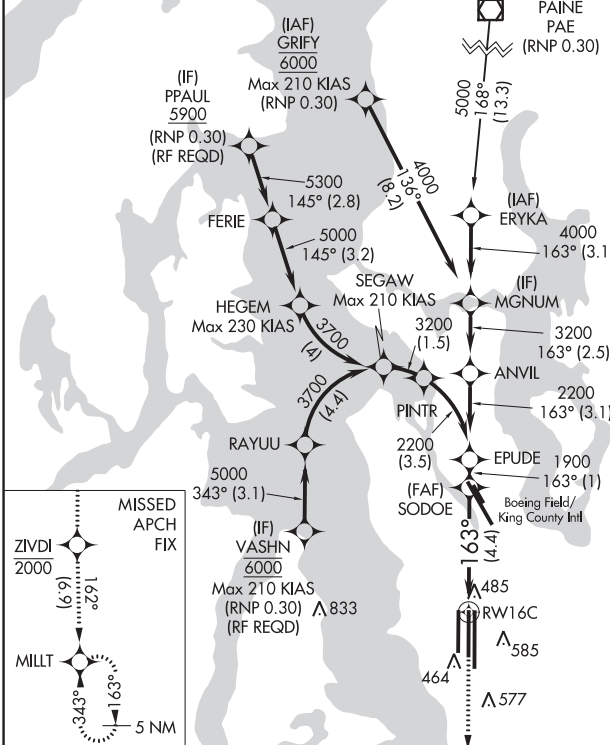 PAINE
PAE
(RNP 0.30)
5000
168°
(13.3)
(IAF)
GRIFY
6000
Max 210 KIAS
(RNP 0.30)
(IF)
PPAUL
5900
(RNP 0.30)
(RF REQD)
4000
136°
(8.2)
5300
145° (2.8)
FERIE
5000
145° (3.2)
(IAF)
ERYKA
4000
163° (3.1
(IF)
MGNUM
SEGAW
Max 210 KIAS
HEGEM
Max 230 KIAS
3700
(4)
3200
(1.5)
3200
163° (2.5)
ANVIL
3700
(4.4)
PINTR
2200
163° (3.1)
RAYUU
2200
(3.5)
EPUDE
1900
163° (1)
5000
343° (3.1)
(FAF)
SODOE
Boeing Field/
King County Intl
(IF)
VASHN
6000
Max 210 KIAS
(RNP 0.30)
(RF REQD)
833
163°
(4.4)
485
RW16C
585
464
577
MISSED
APCH
FIX
ZIVDI
2000
162°
(6.9)
MILLT
343°
163°
5 NM